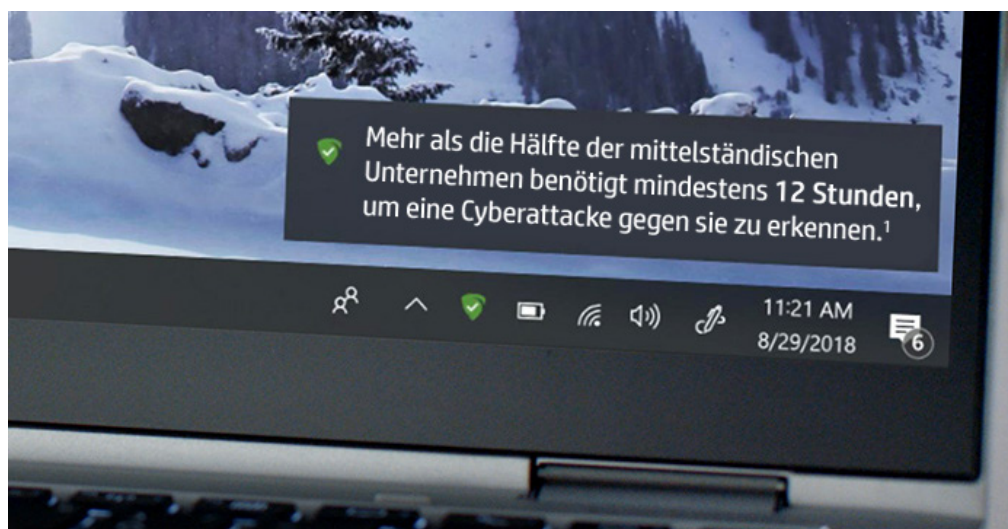 Mehr als die Hälfte der mittelständischen
Unternehmen benötigt mindestens 12 Stunden,
um eine Cyberattacke gegen sie zu erkennen.¹
11:21 AM
8/29/2018
6